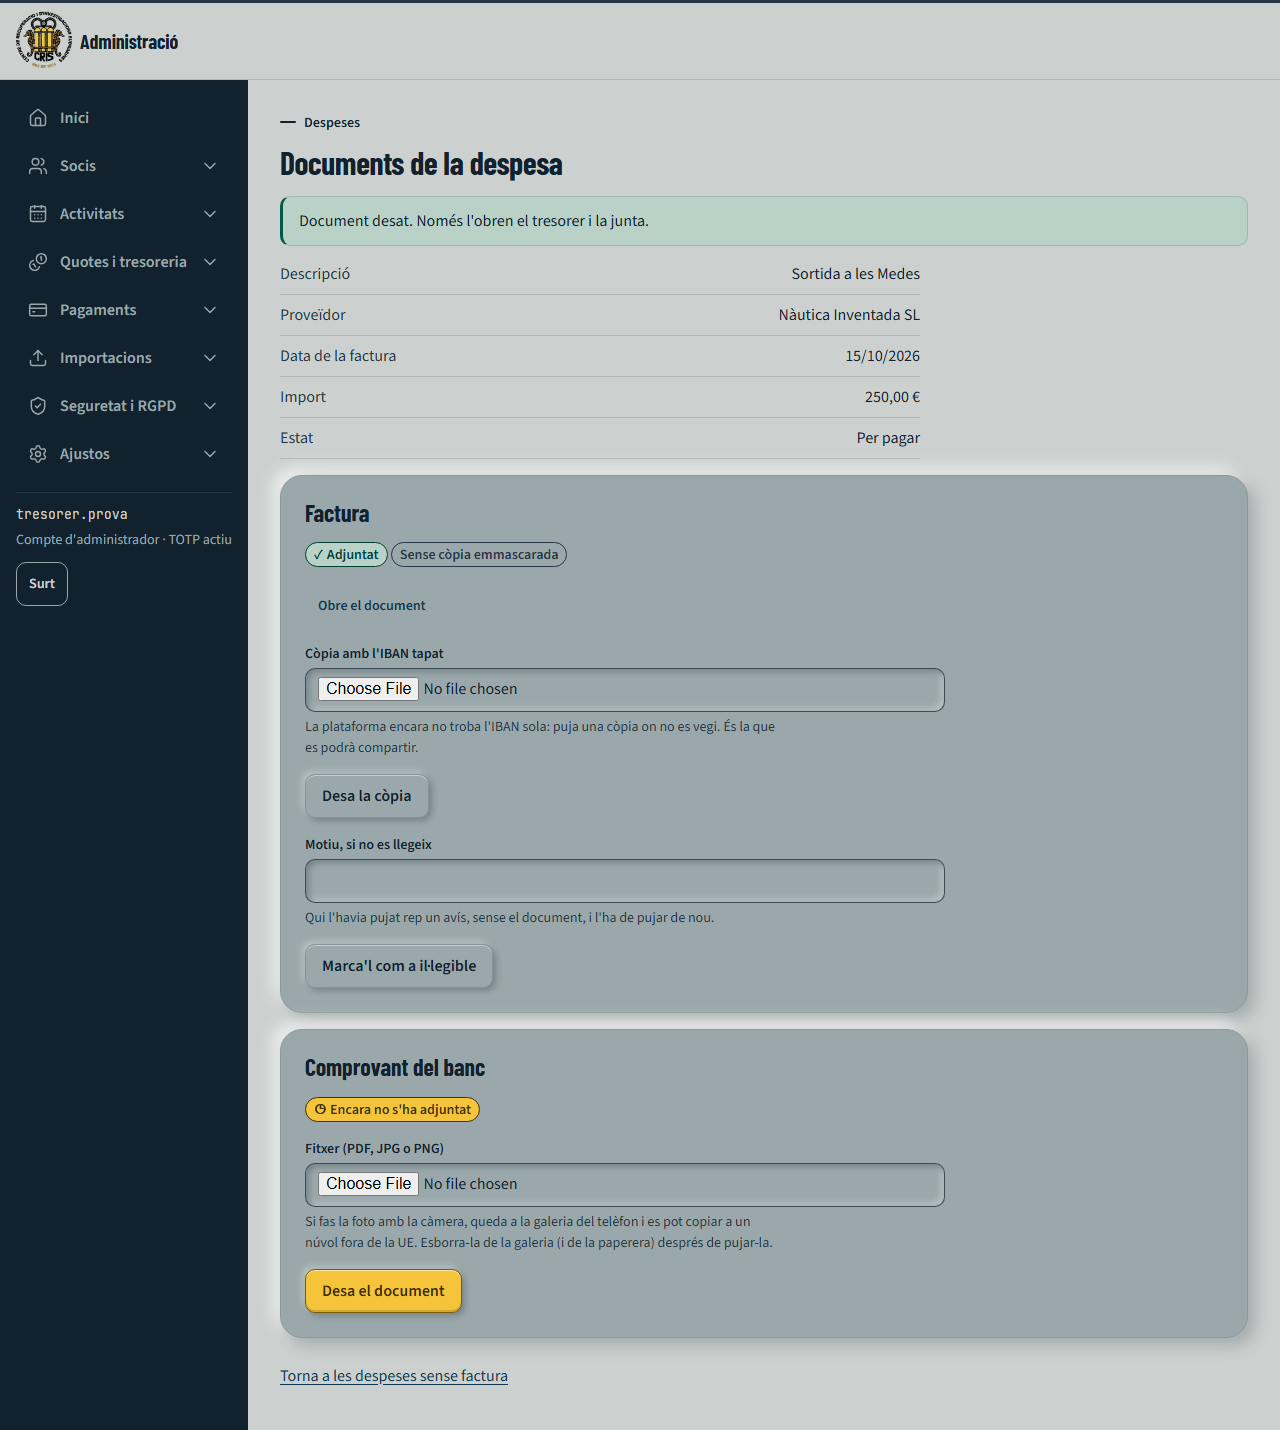 CRIS
Administració
Inici
Socis
Activitats
Quotes i tresoreria
Pagaments
Importacions
Seguretat i RGPD
Ajustos
tresorer.prova
Compte d'administrador · TOTP actiu
Surt
Despeses
Documents de la despesa
Document desat. Només l'obren el tresorer i la junta.
Descripció Sortida a les Medes
Proveïdor Nàutica Inventada SL
Data de la factura 15/10/2026
Import 250,00 €
Estat Per pagar
Factura
✓ Adjuntat Sense còpia emmascarada
Obre el document
Còpia amb l'IBAN tapat
Choose File No file chosen
La plataforma encara no troba l'IBAN sola: puja una còpia on no es vegi. És la que
es podrà compartir.
Desa la còpia
Motiu, si no es llegeix
Qui l'havia pujat rep un avís, sense el document, i l'ha de pujar de nou.
Marca'l com a il·legible
Comprovant del banc
Encara no s'ha adjuntat
Fitxer (PDF, JPG o PNG)
Choose File No file chosen
Si fas la foto amb la càmera, queda a la galeria del telèfon i es pot copiar a un
núvol fora de la UE. Esborra-la de la galeria (i de la paperera) després de pujar-la.
Desa el document
Torna a les despeses sense factura